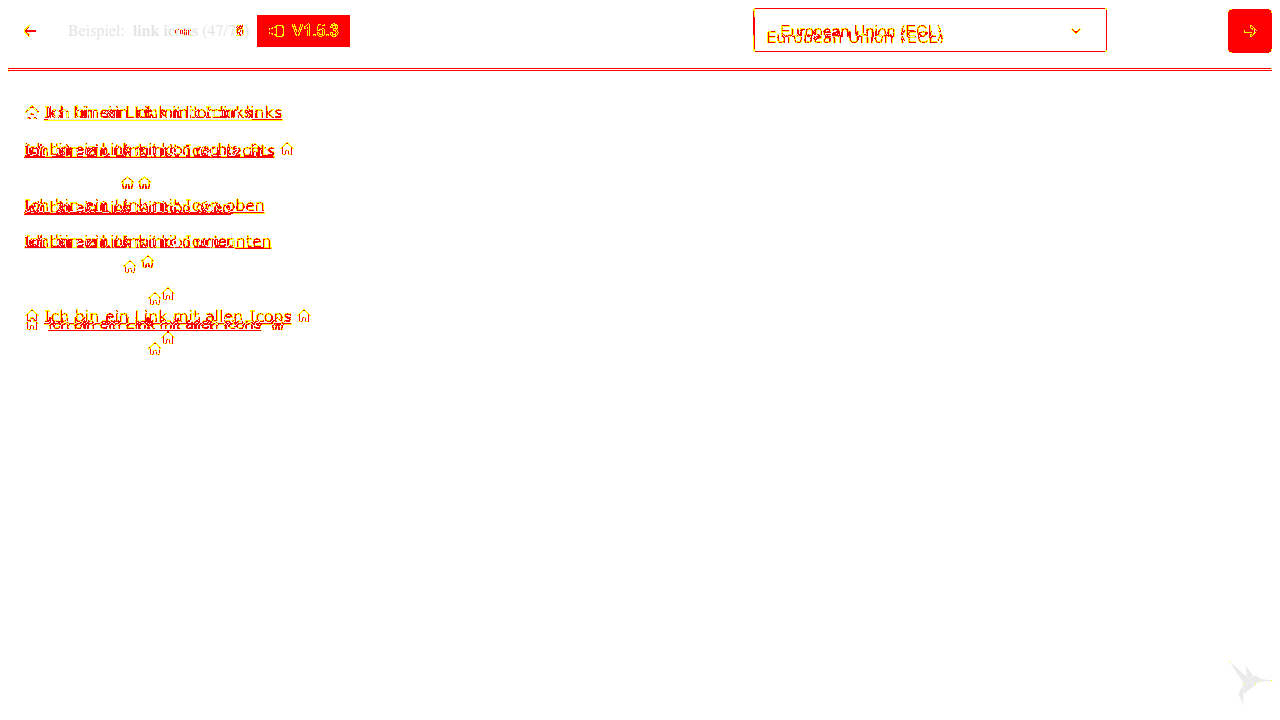 Beispiel: link icons (47/
V1.5.3
European Union (ECL)
Ich bin ein Link mit Icon links
Ich bin ein Link mit Icon rechts
Ich bin ein Link mit Icon oben
Ich bin ein Link mit Icon unten
Ich bin ein Link mit allen Icons